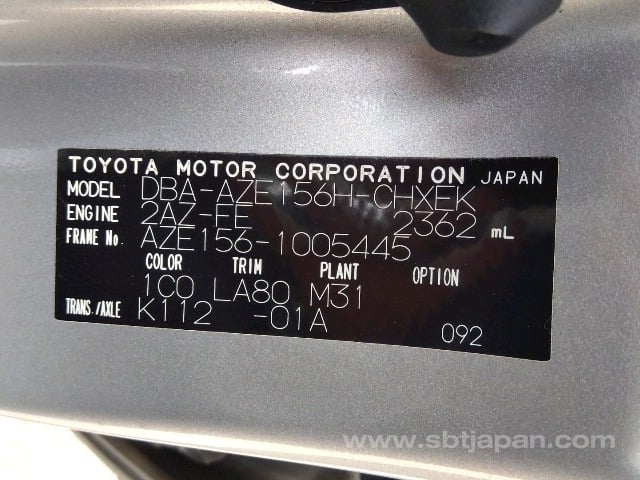 TOYOTA MOTOR CORPORATION JAPAN
MODEL DBA-AZE156H-CHXEK
ENGINE 2AZ-FE 2362 mL
FRAME No. AZE156-1005445
COLOR TRIM PLANT OPTION
1C0 LA80 M31
TRANS./AXLE K112 -01A
092
www.sbtjapan.com